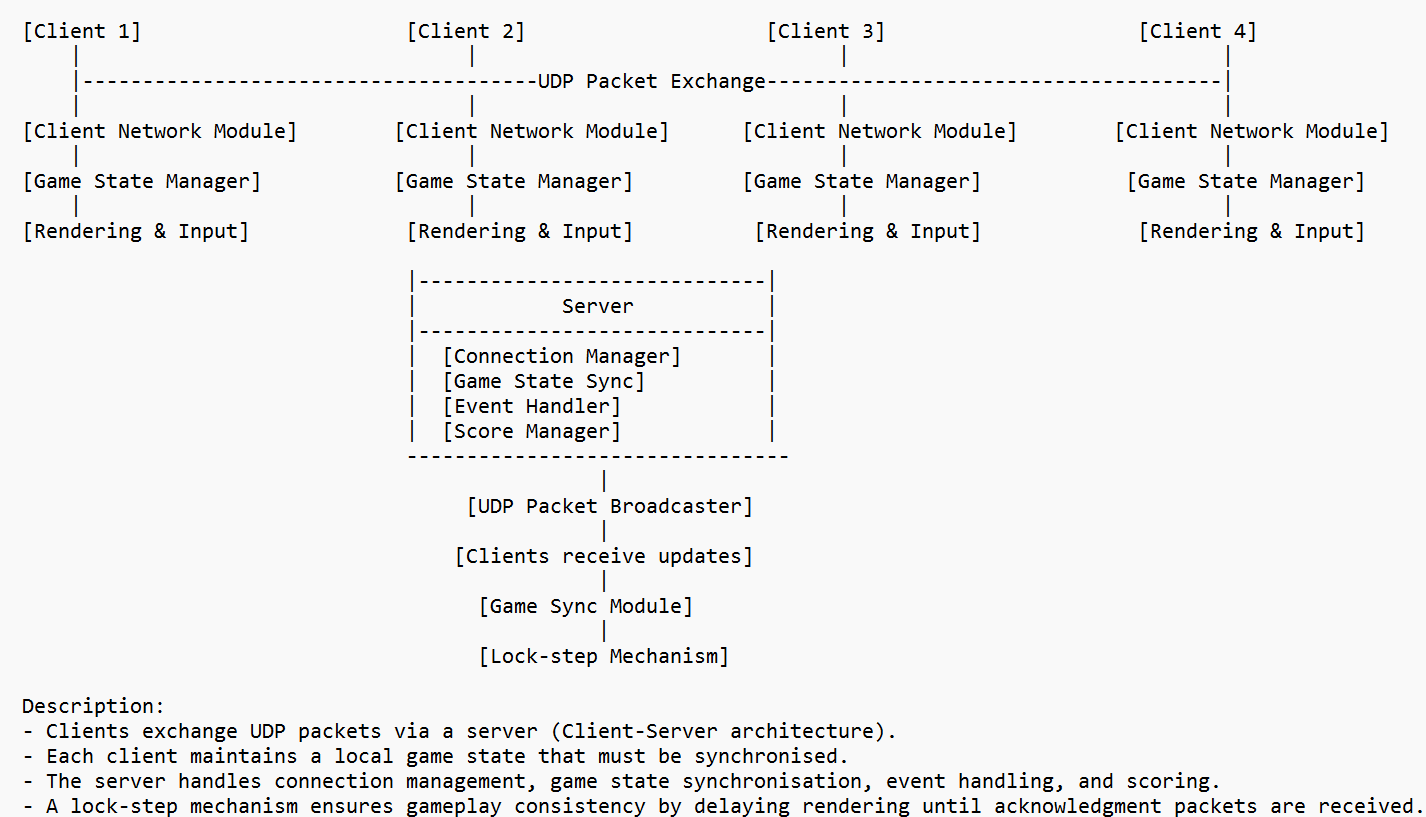 [Client 1]                      [Client 2]                    [Client 3]                     [Client 4]
    |                                |                              |                               |
    |--------------------------------------UDP Packet Exchange--------------------------------------|
    |                                |                              |                               |
[Client Network Module]        [Client Network Module]      [Client Network Module]        [Client Network Module]
    |                                |                              |                               |
[Game State Manager]           [Game State Manager]         [Game State Manager]            [Game State Manager]
    |                                |                              |                               |
[Rendering & Input]             [Rendering & Input]          [Rendering & Input]             [Rendering & Input]

                                |-----------------------------|
                                |            Server           |
                                |-----------------------------|
                                |  [Connection Manager]       |
                                |  [Game State Sync]          |
                                |  [Event Handler]            |
                                |  [Score Manager]            |
                                --------------------------------
                                                |
                                     [UDP Packet Broadcaster]
                                                |
                                    [Clients receive updates]
                                                |
                                      [Game Sync Module]
                                                |
                                      [Lock-step Mechanism]

Description:
- Clients exchange UDP packets via a server (Client-Server architecture).
- Each client maintains a local game state that must be synchronised.
- The server handles connection management, game state synchronisation, event handling, and scoring.
- A lock-step mechanism ensures gameplay consistency by delaying rendering until acknowledgment packets are received.